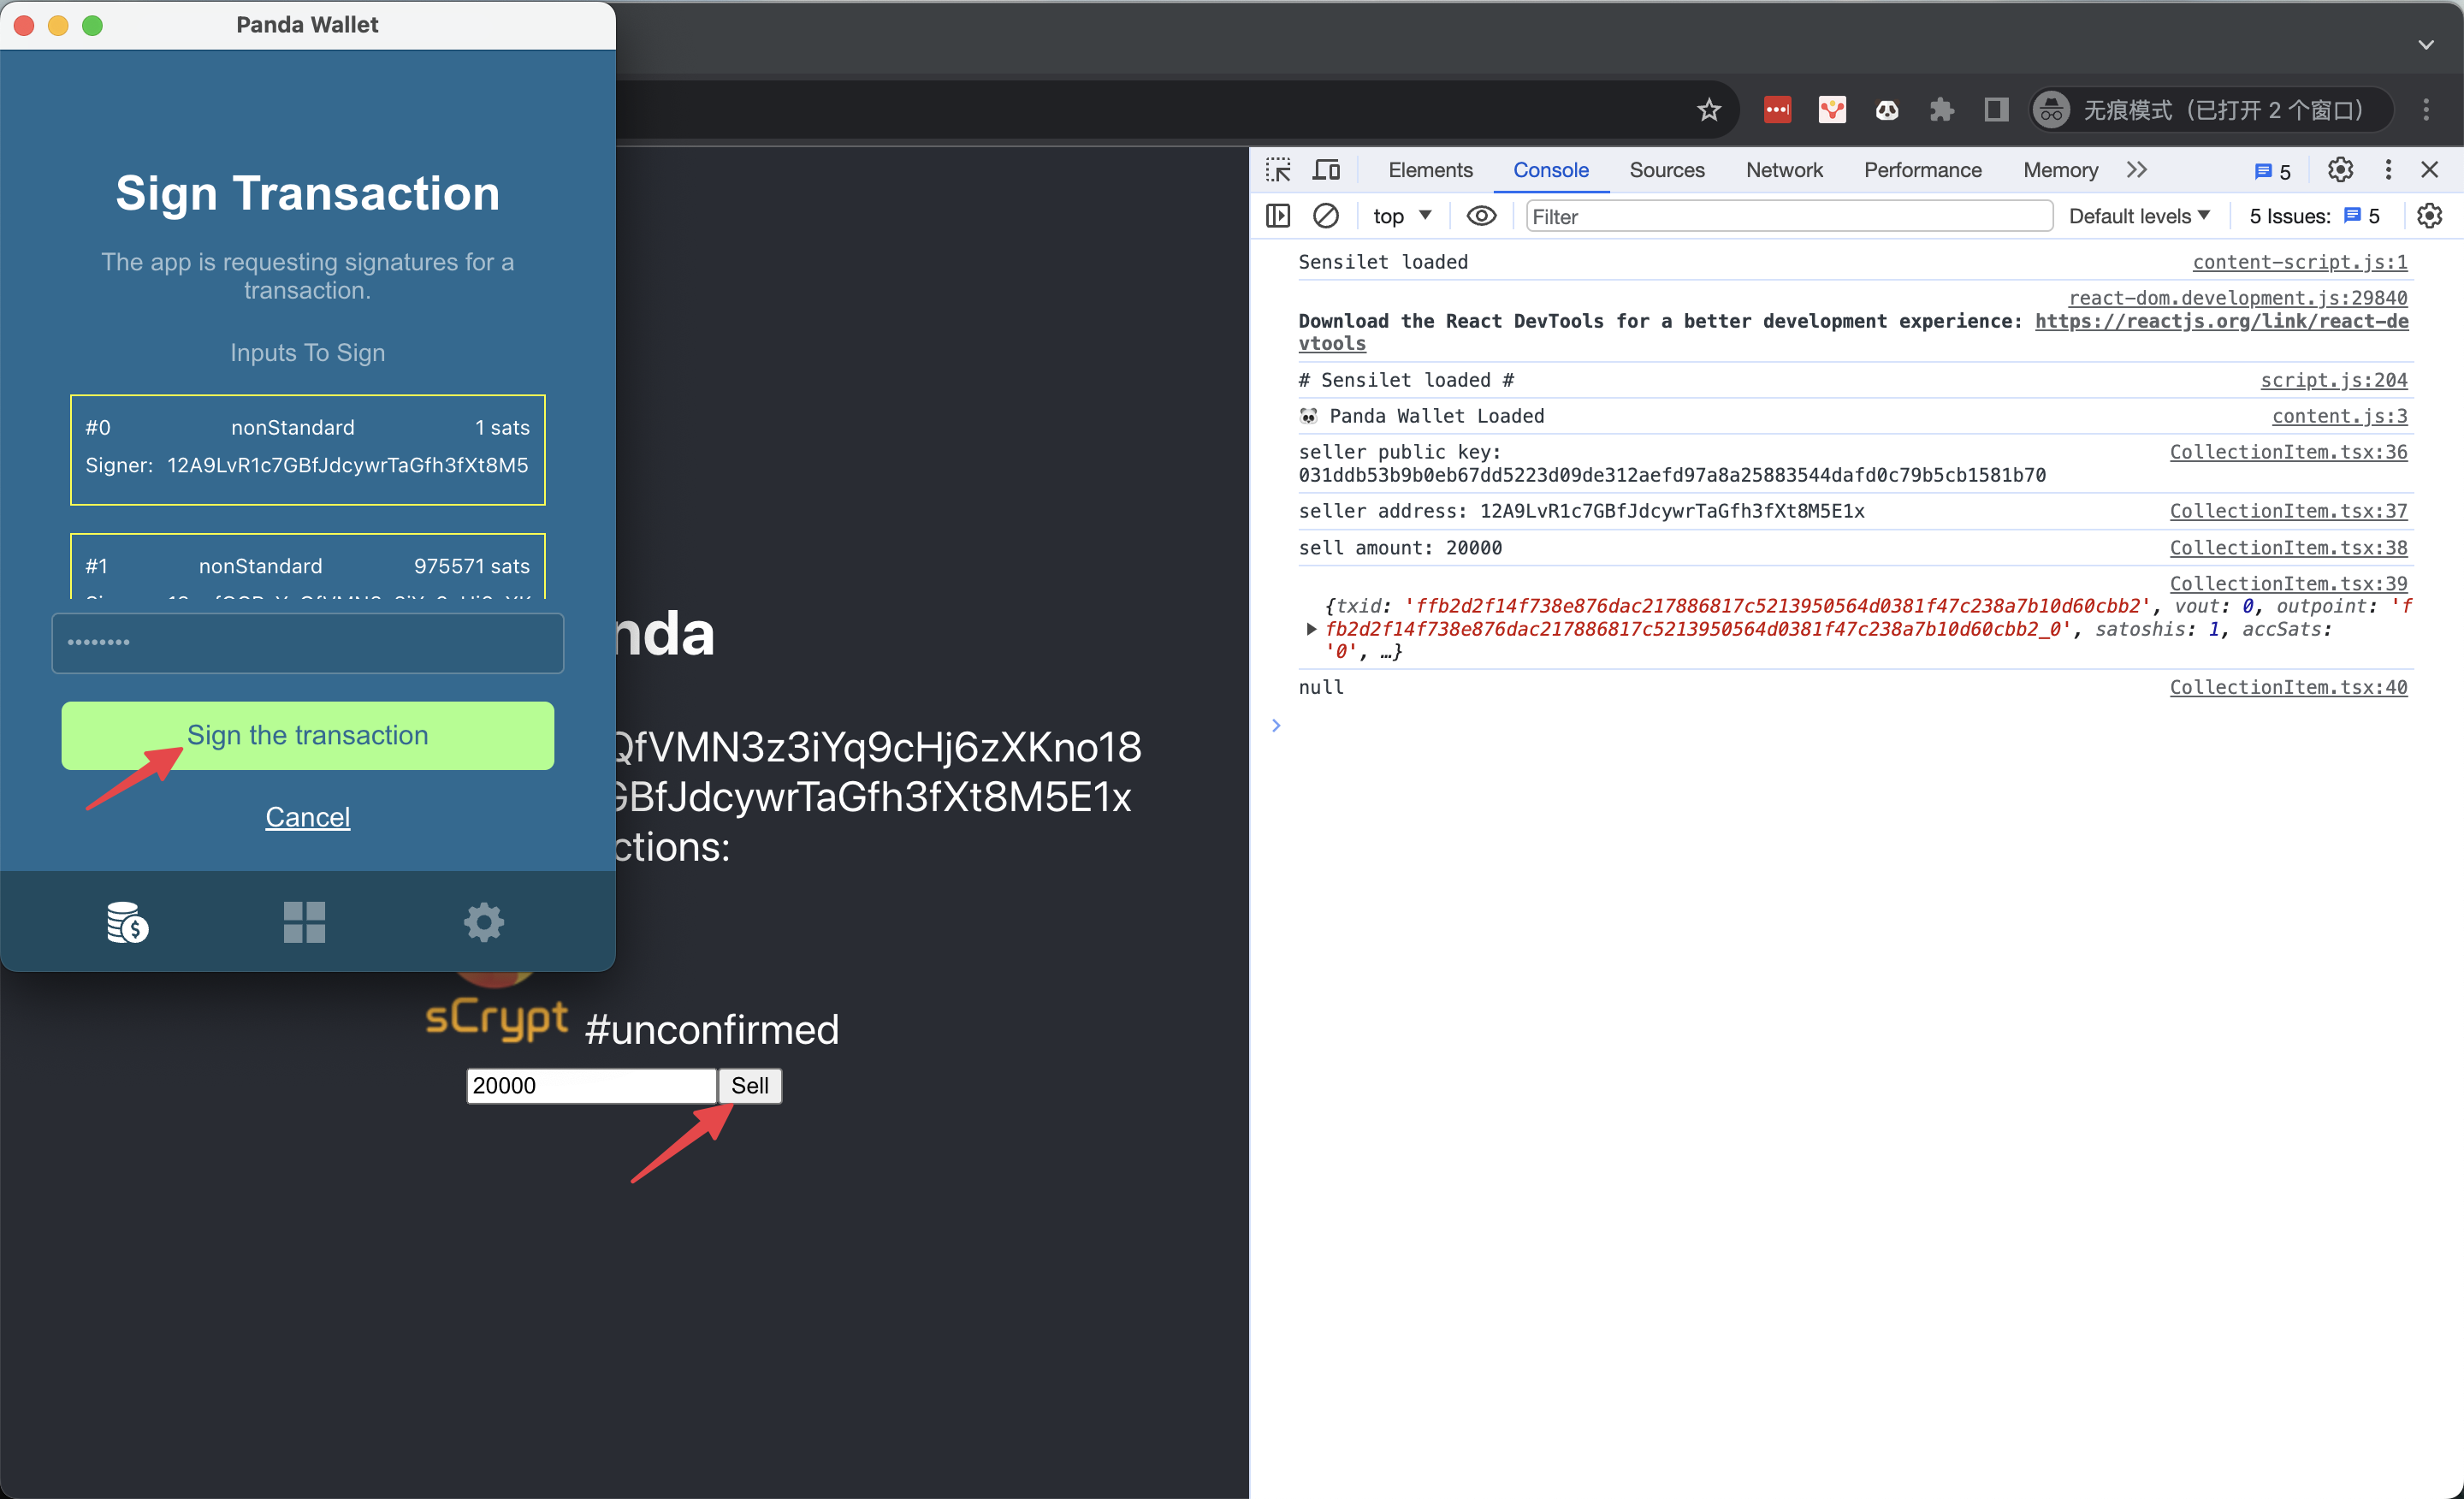 Panda Wallet
Sign Transaction
The app is requesting signatures for a
transaction.
Inputs To Sign
#0 nonStandard 1 sats
Signer: 12A9LvR1c7GBfJdcywrTaGfh3fXt8M5
#1 nonStandard 975571 sats
Sign the transaction
Cancel
nda
QfVMN3z3iYq9cHj6zXKno18
GBfJdcywrTaGfh3fXt8M5E1x
ctions:
sCrypt #unconfirmed
20000 Sell
无痕模式（已打开 2 个窗口）
Elements Console Sources Network Performance Memory 5
top Filter Default levels 5 Issues: 5
Sensilet loaded content-script.js:1
react-dom.development.js:29840
Download the React DevTools for a better development experience: https://reactjs.org/link/react-de
vtools
# Sensilet loaded # script.js:204
🐼 Panda Wallet Loaded content.js:3
seller public key: CollectionItem.tsx:36
031ddb53b9b0eb67dd5223d09de312aefd97a8a25883544dafd0c79b5cb1581b70
seller address: 12A9LvR1c7GBfJdcywrTaGfh3fXt8M5E1x CollectionItem.tsx:37
sell amount: 20000 CollectionItem.tsx:38
CollectionItem.tsx:39
{txid: 'ffb2d2f14f738e876dac217886817c5213950564d0381f47c238a7b10d60cbb2', vout: 0, outpoint: 'f
fb2d2f14f738e876dac217886817c5213950564d0381f47c238a7b10d60cbb2_0', satoshis: 1, accSats:
'0', …}
null CollectionItem.tsx:40